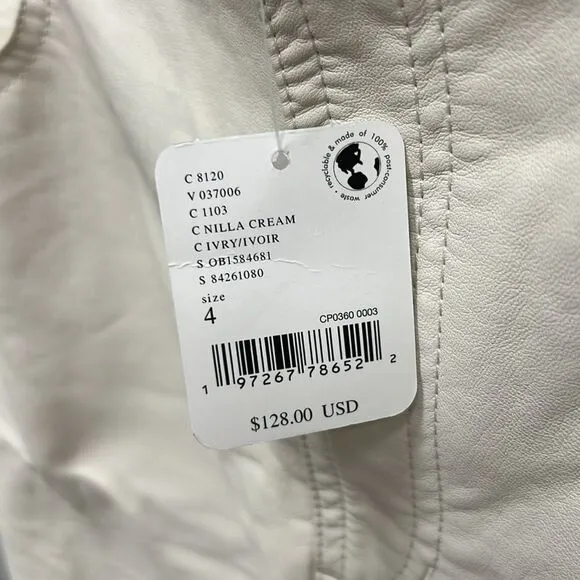 recyclable & made of 100% post-consumer waste •
C 8120
V 037006
C 1103
C NILLA CREAM
C IVRY/IVOIR
S OB1584681
S 84261080
size
4
CP0360 0003
1 97267 78652 2
$128.00 USD